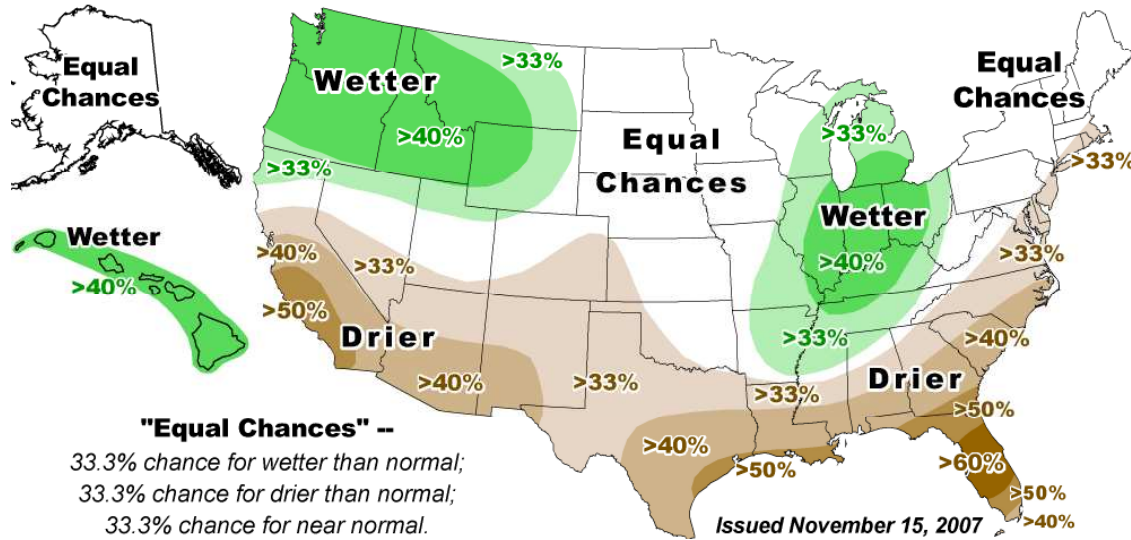 Equal
Chances
Wetter
>33%
>40%
>33%
Equal
Chances
Equal
Chances
>33%
>33%
Wetter
>40%
>33%
Wetter
>40%
>40%
>33%
>50%
Drier
>40%
>33%
>33%
>33%
>40%
Drier
>50%
>40%
>50%
>60%
>50%
>40%
"Equal Chances" --
33.3% chance for wetter than normal;
33.3% chance for drier than normal;
33.3% chance for near normal.
Issued November 15, 2007